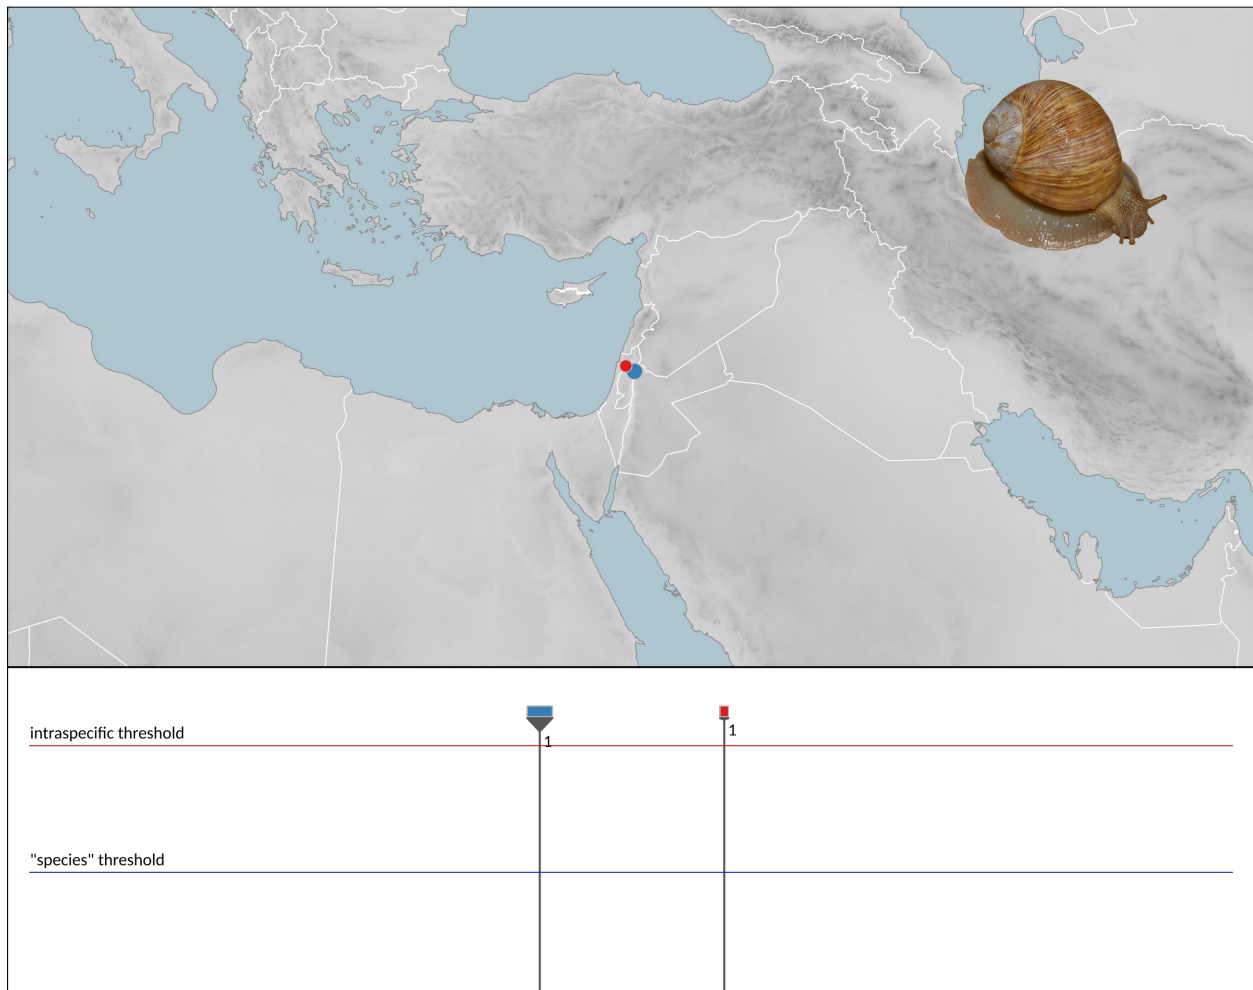 1
intraspecific threshold
1
"species" threshold